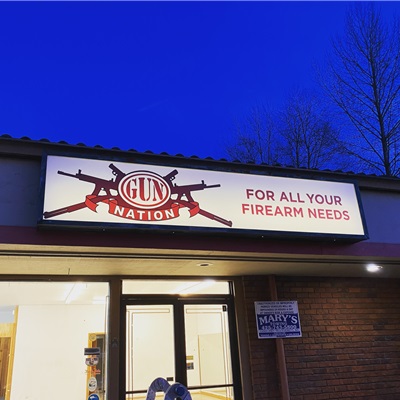 GUN
NATION
FOR ALL YOUR
FIREARM NEEDS
MARY'S